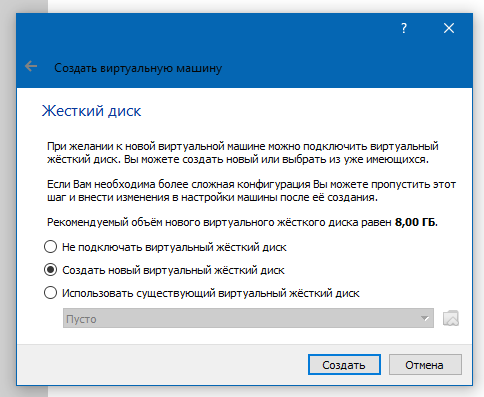 ?
Создать виртуальную машину
Жесткий диск
При желании к новой виртуальной машине можно подключить виртуальный
жёсткий диск. Вы можете создать новый или выбрать из уже имеющихся.
Если Вам необходима более сложная конфигурация Вы можете пропустить этот
шаг и внести изменения в настройки машины после её создания.
Рекомендуемый объём нового виртуального жёсткого диска равен 8,00 ГБ.
Не подключать виртуальный жёсткий диск
Создать новый виртуальный жёсткий диск
Использовать существующий виртуальный жёсткий диск
Пусто
Создать
Отмена